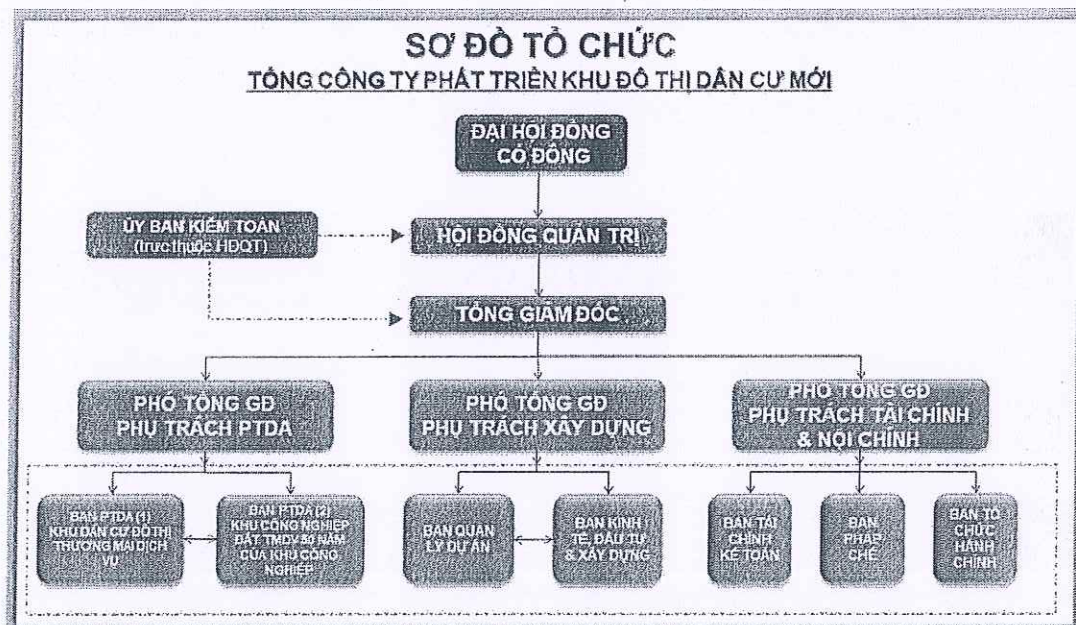 SƠ ĐỒ TỔ CHỨC
TỔNG CÔNG TY PHÁT TRIỂN KHU ĐÔ THỊ DÂN CƯ MỚI
ĐẠI HỘI ĐỒNG
CỔ ĐÔNG
ỦY BAN KIỂM TOÁN
(trực thuộc HĐQT)
HỘI ĐỒNG QUẢN TRỊ
TỔNG GIÁM ĐỐC
PHÓ TỔNG GĐ
PHỤ TRÁCH PTDA
PHÓ TỔNG GĐ
PHỤ TRÁCH XÂY DỰNG
PHÓ TỔNG GĐ
PHỤ TRÁCH TÀI CHÍNH
& NỘI CHÍNH
BAN PTDA (1)
KHU DÂN CƯ ĐÔ THỊ
THƯƠNG MẠI DỊCH
VỤ
BAN PTDA (2)
KHU CÔNG NGHIỆP
ĐẤT TMDV 50 NĂM
CỦA KHU CÔNG
NGHIỆP
BAN QUẢN
LÝ DỰ ÁN
BAN KINH
TẾ, ĐẦU TƯ
& XÂY DỰNG
BAN TÀI
CHÍNH
KẾ TOÁN
BAN
PHÁP
CHẾ
BAN TỔ
CHỨC
HÀNH
CHÍNH